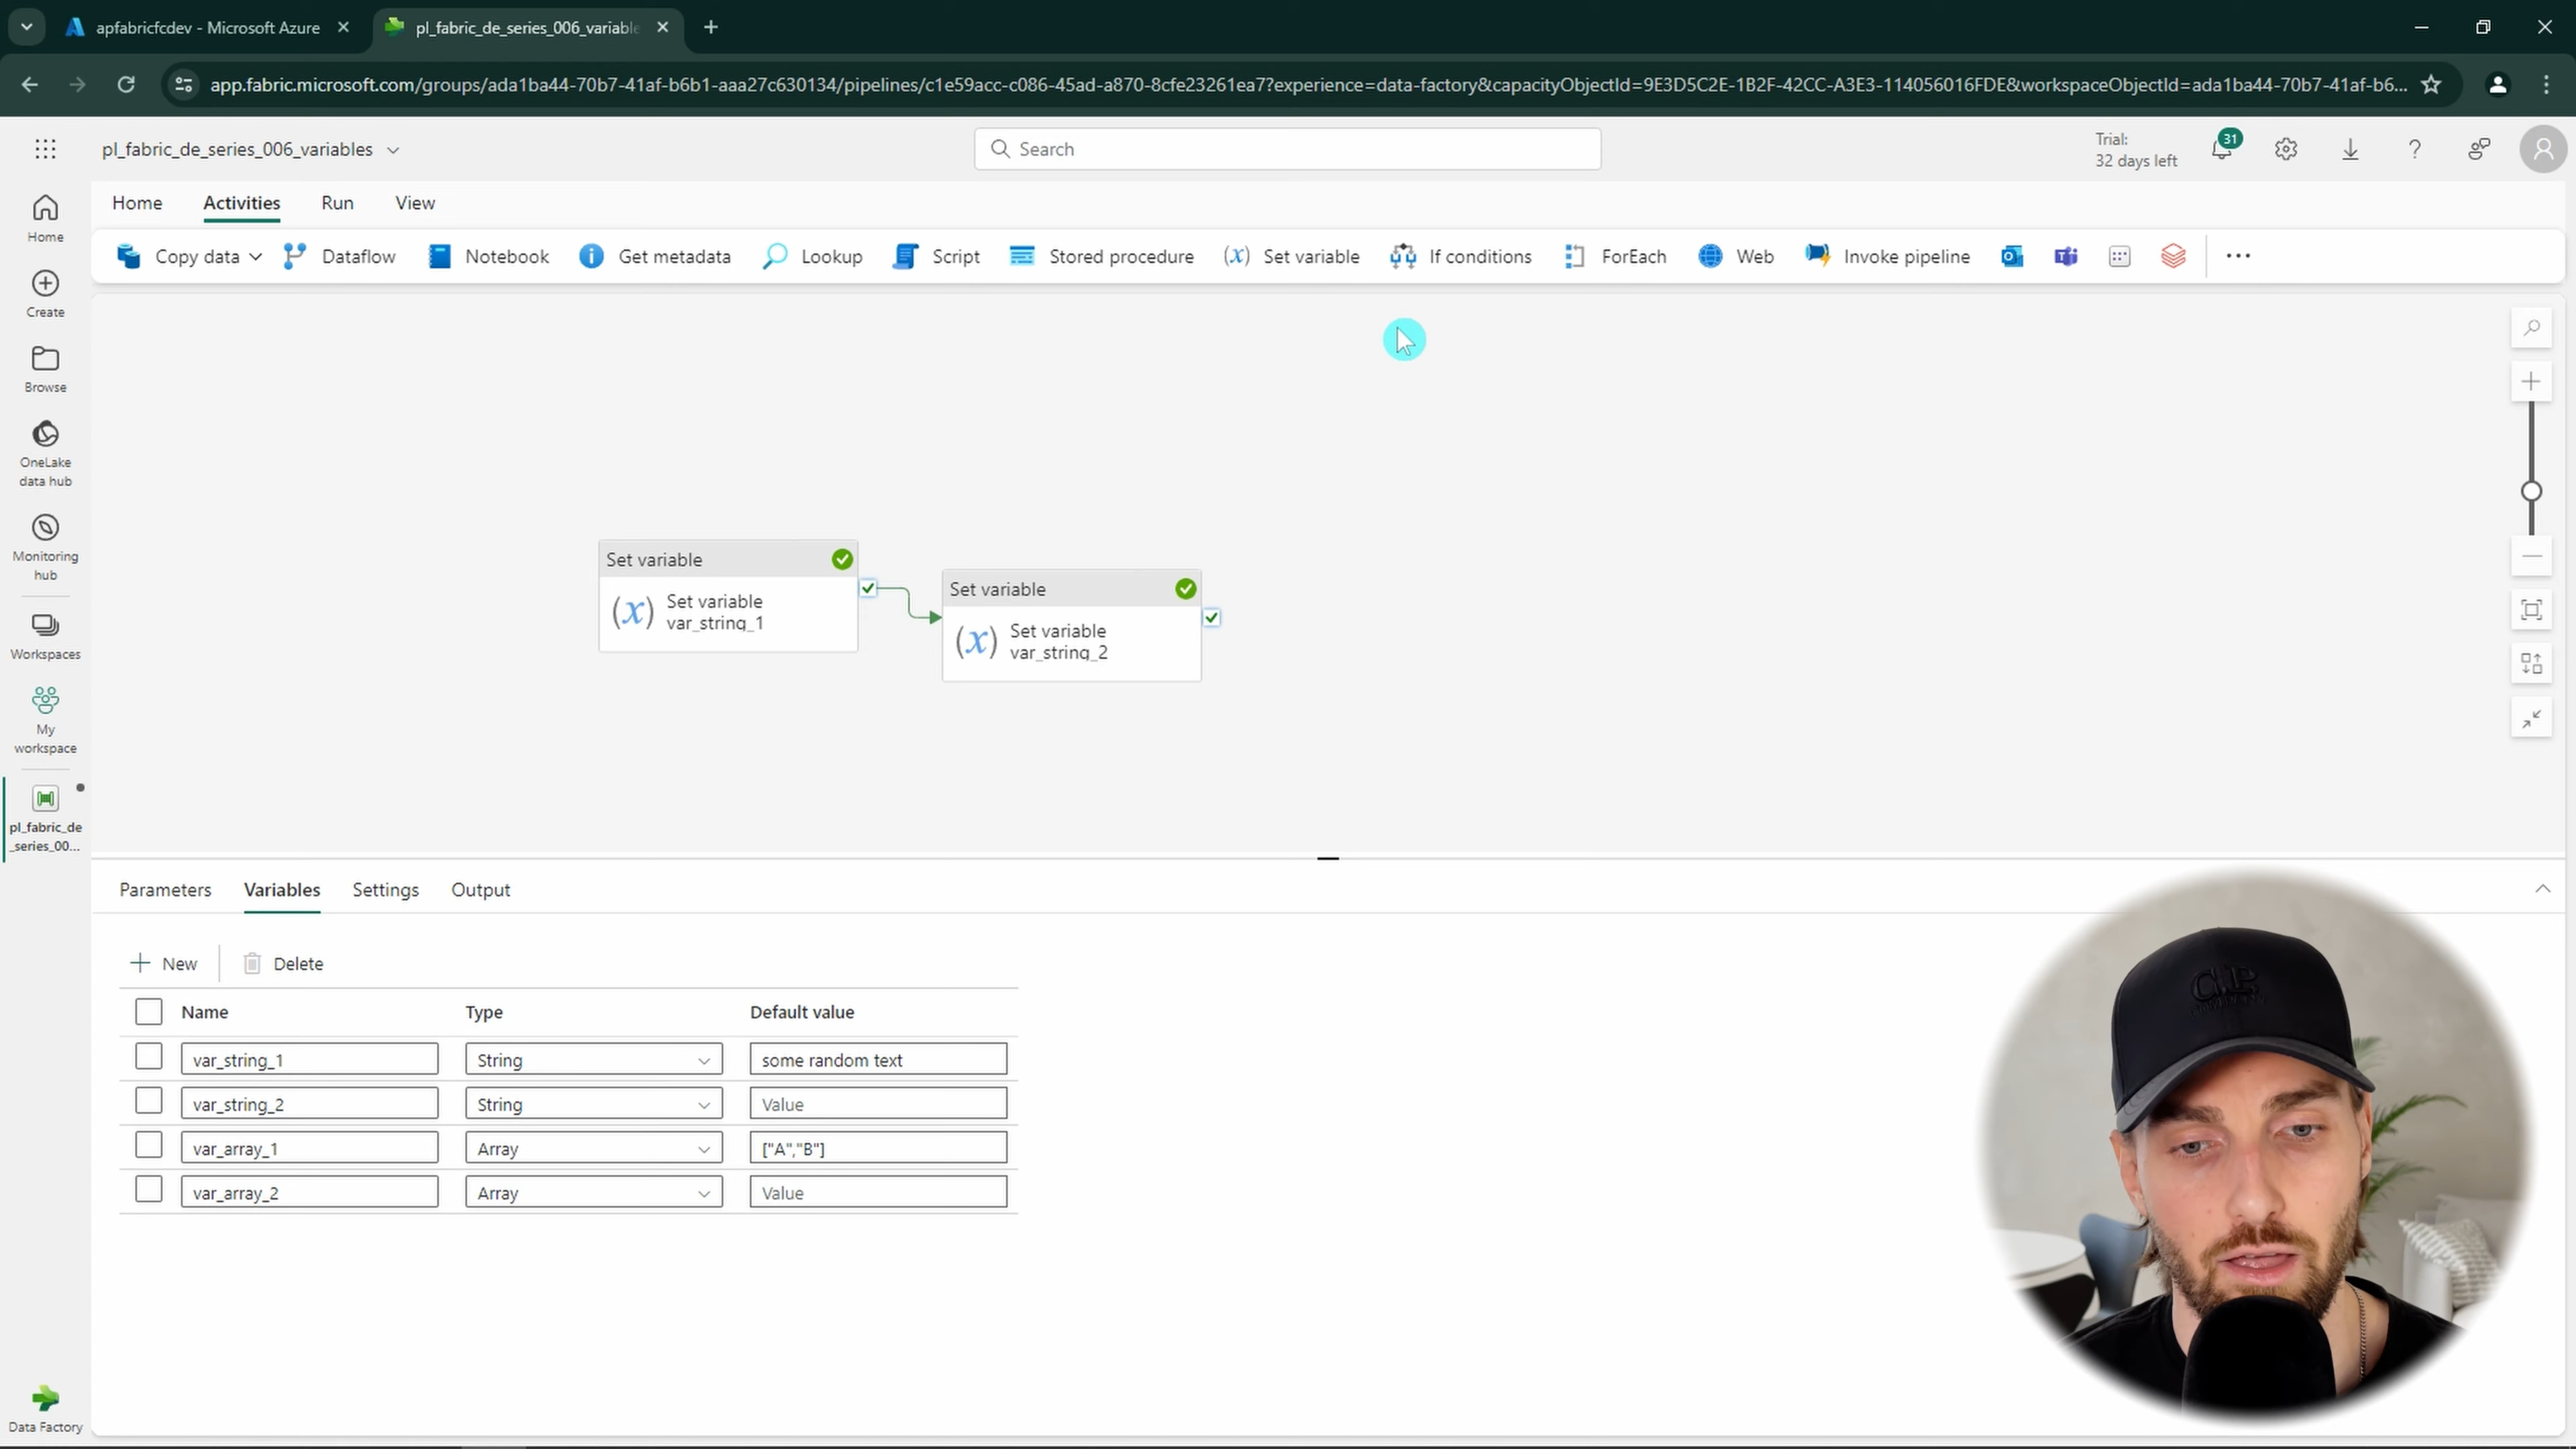 apfabricfcdev - Microsoft Azure
pl_fabric_de_series_006_variable
app.fabric.microsoft.com/groups/ada1ba44-70b7-41af-b6b1-aaa27c630134/pipelines/c1e59acc-c086-45ad-a870-8cfe23261ea7?experience=data-factory&capacityObjectId=9E3D5C2E-1B2F-42CC-A3E3-114056016FDE&workspaceObjectId=ada1ba44-70b7-41af-b6...
pl_fabric_de_series_006_variables
Search
Trial:
32 days left
31
Home
Activities
Run
View
Copy data
Dataflow
Notebook
Get metadata
Lookup
Script
Stored procedure
Set variable
If conditions
ForEach
Web
Invoke pipeline
Home
Create
Browse
OneLake
data hub
Monitoring
hub
Workspaces
My
workspace
pl_fabric_de
_series_00...
Data Factory
Set variable
(x) Set variable
var_string_1
Set variable
(x) Set variable
var_string_2
Parameters
Variables
Settings
Output
New
Delete
Name Type Default value
var_string_1 String some random text
var_string_2 String Value
var_array_1 Array ["A","B"]
var_array_2 Array Value